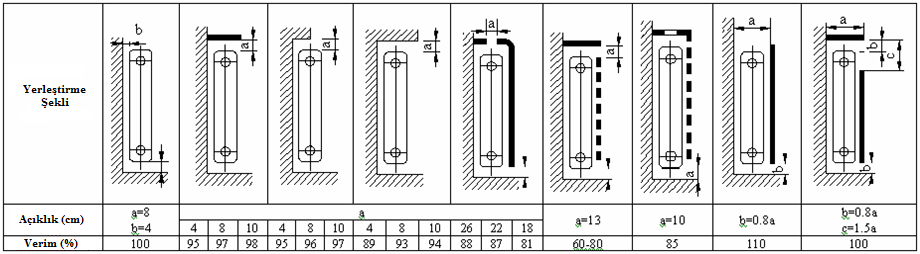 Yerleştirme
Şekli
b
a
a
a
a
a
a
a
b
a
b
c
b
Açıklık (cm)
a=8
b=4
a
4 8 10 4 8 10 4 8 10 26 22 18
a=13
a=10
b=0.8a
b=0.8a
c=1.5a
Verim (%) 100 95 97 98 95 96 97 89 93 94 88 87 81 60-80 85 110 100